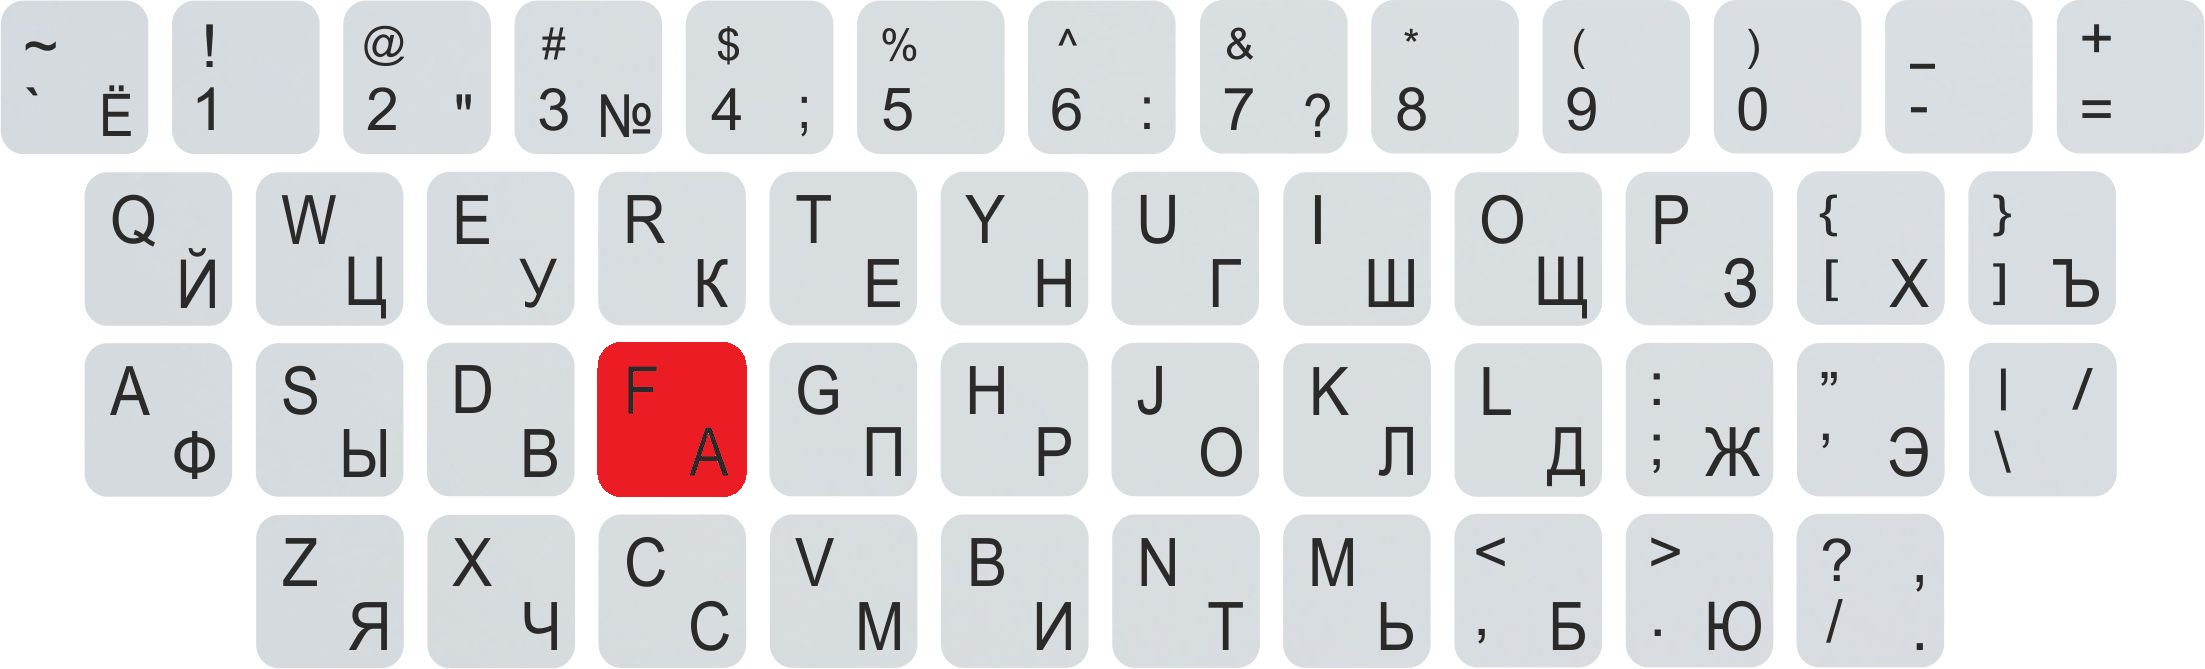 ~ ! @ # $ % ^ & * ( ) _ +
` Ё 1 2 " 3 № 4 ; 5 6 : 7 ? 8 9 0 - =
Q W E R T Y U I O P { }
Й Ц У К Е Н Г Ш Щ З [ Х ] Ъ
A S D F G H J K L : ” | /
Ф Ы В А П Р О Л Д ; Ж ’ Э \
Z X C V B N M < > ? ,
Я Ч С М И Т Ь , Б . Ю / .